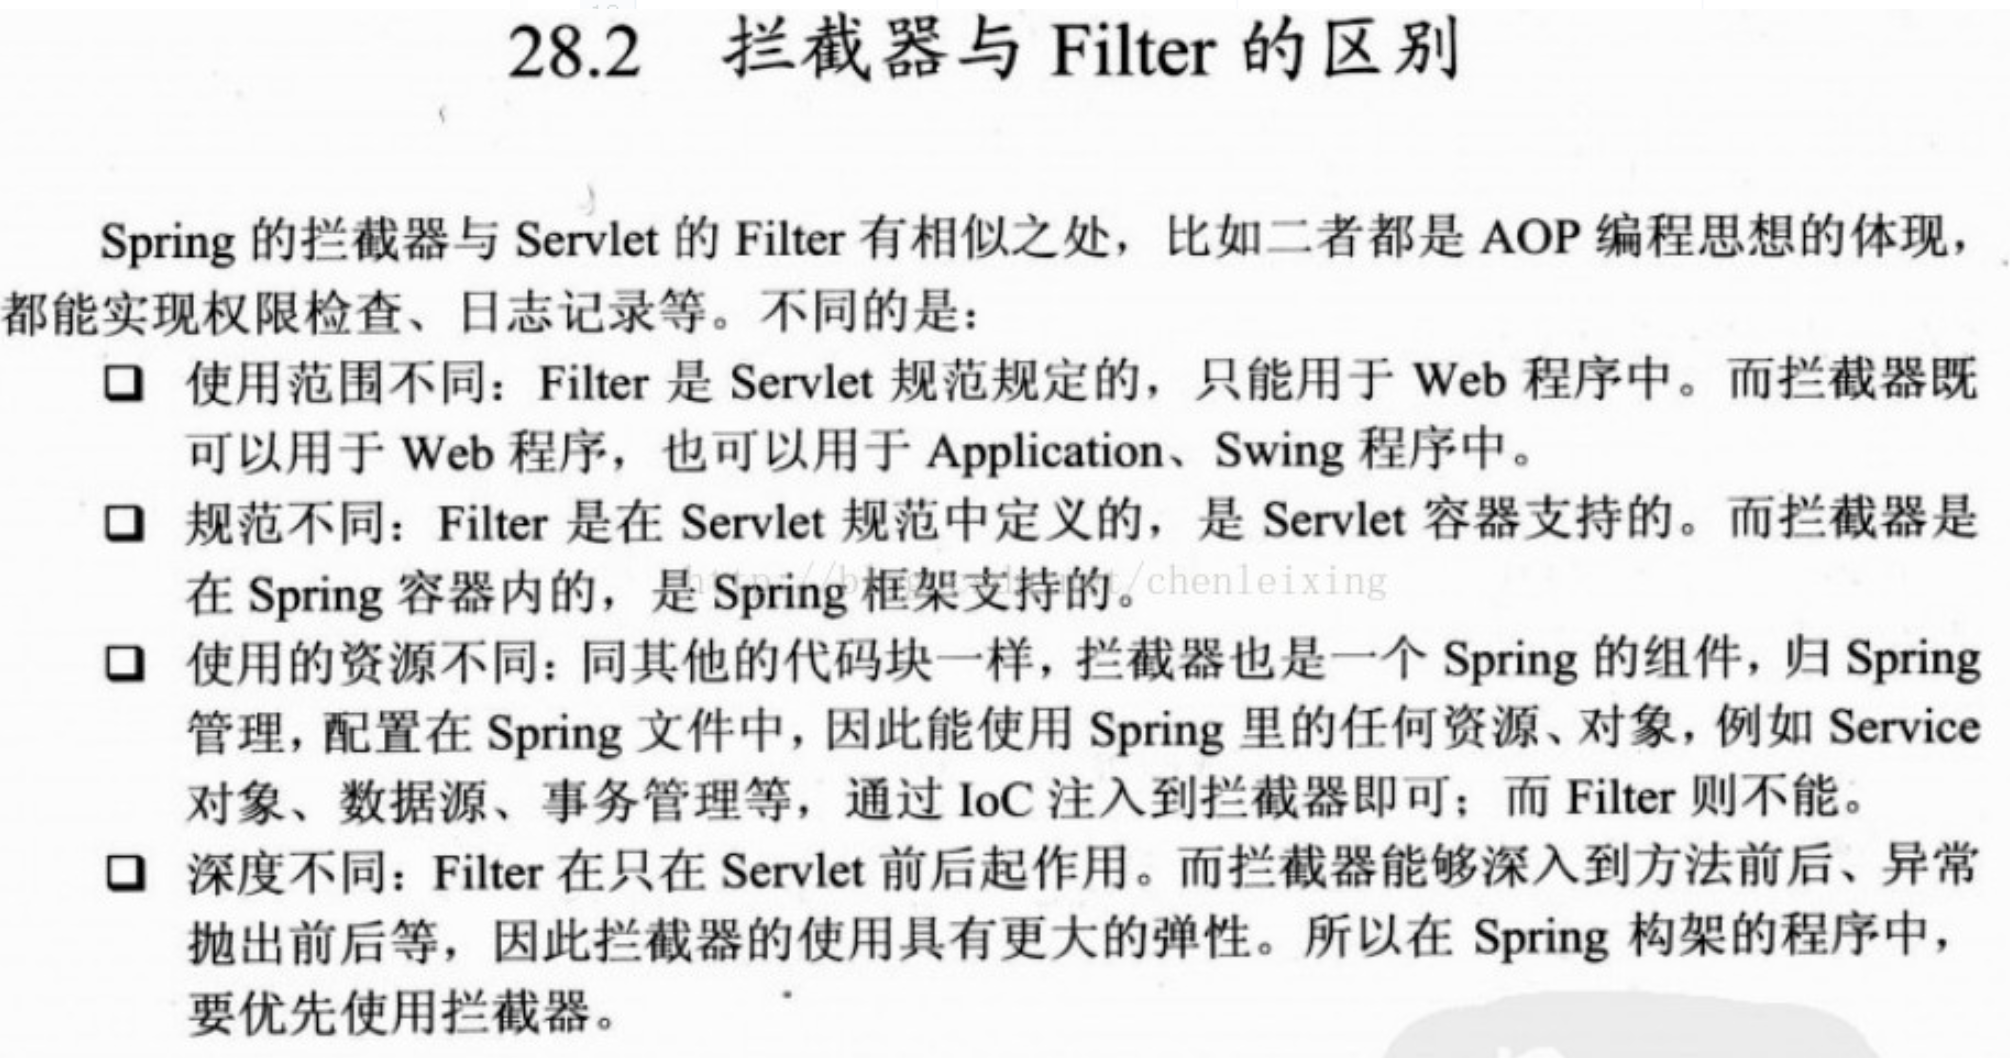 28.2 拦截器与 Filter 的区别
Spring 的拦截器与 Servlet 的 Filter 有相似之处，比如二者都是 AOP 编程思想的体现，
都能实现权限检查、日志记录等。不同的是：
❑ 使用范围不同：Filter 是 Servlet 规范规定的，只能用于 Web 程序中。而拦截器既
可以用于 Web 程序，也可以用于 Application、Swing 程序中。
❑ 规范不同：Filter 是在 Servlet 规范中定义的，是 Servlet 容器支持的。而拦截器是
在 Spring 容器内的，是 Spring 框架支持的。
/chenleixing
❑ 使用的资源不同：同其他的代码块一样，拦截器也是一个 Spring 的组件，归 Spring
管理，配置在 Spring 文件中，因此能使用 Spring 里的任何资源、对象，例如 Service
对象、数据源、事务管理等，通过 IoC 注入到拦截器即可；而 Filter 则不能。
❑ 深度不同：Filter 在只在 Servlet 前后起作用。而拦截器能够深入到方法前后、异常
抛出前后等，因此拦截器的使用具有更大的弹性。所以在 Spring 构架的程序中，
要优先使用拦截器。